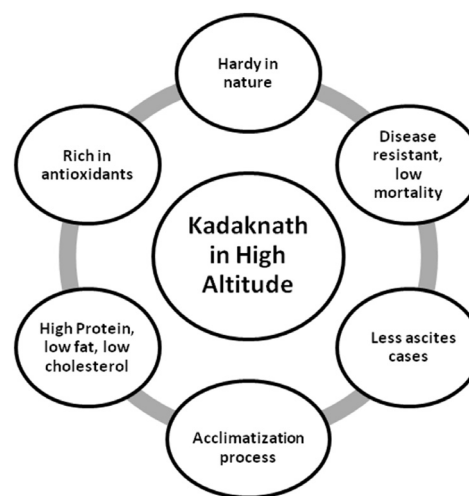 Hardy in
nature
Disease
resistant,
low
mortality
Less ascites
cases
Acclimatization
process
High Protein,
low fat, low
cholesterol
Rich in
antioxidants
Kadaknath
in High
Altitude